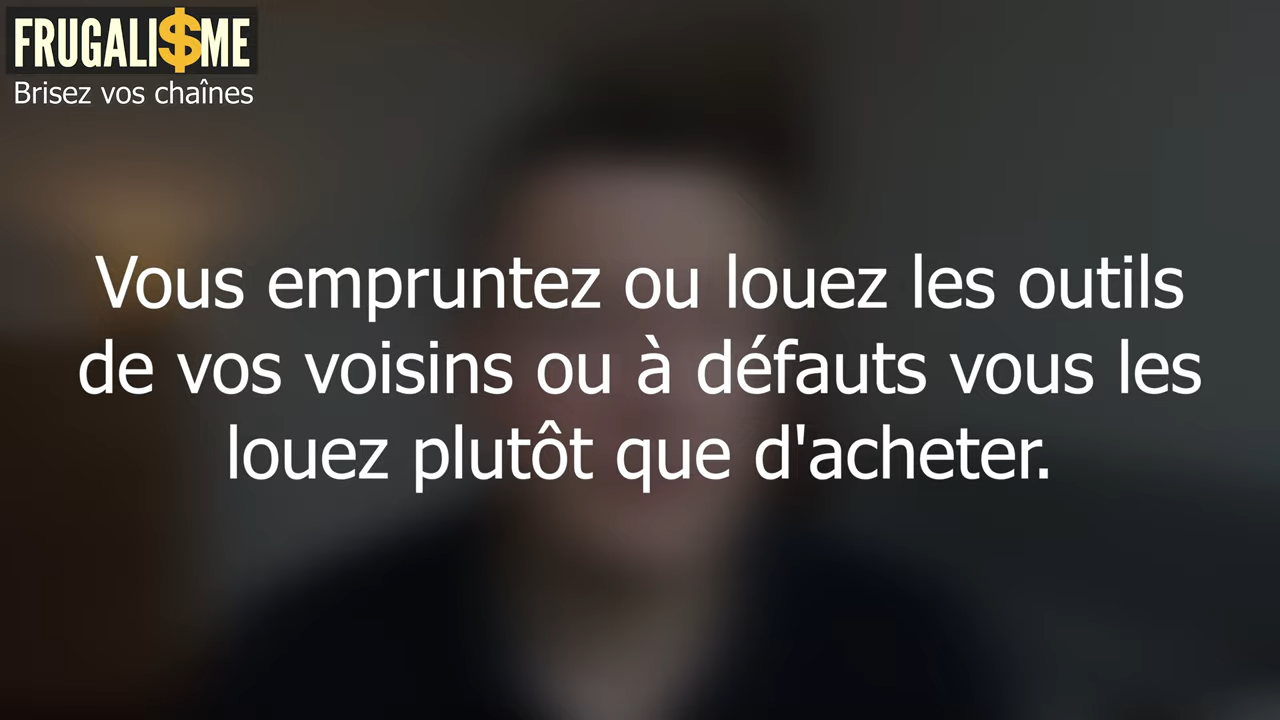 FRUGALI$ME
Brisez vos chaînes
Vous empruntez ou louez les outils
de vos voisins ou à défauts vous les
louez plutôt que d'acheter.